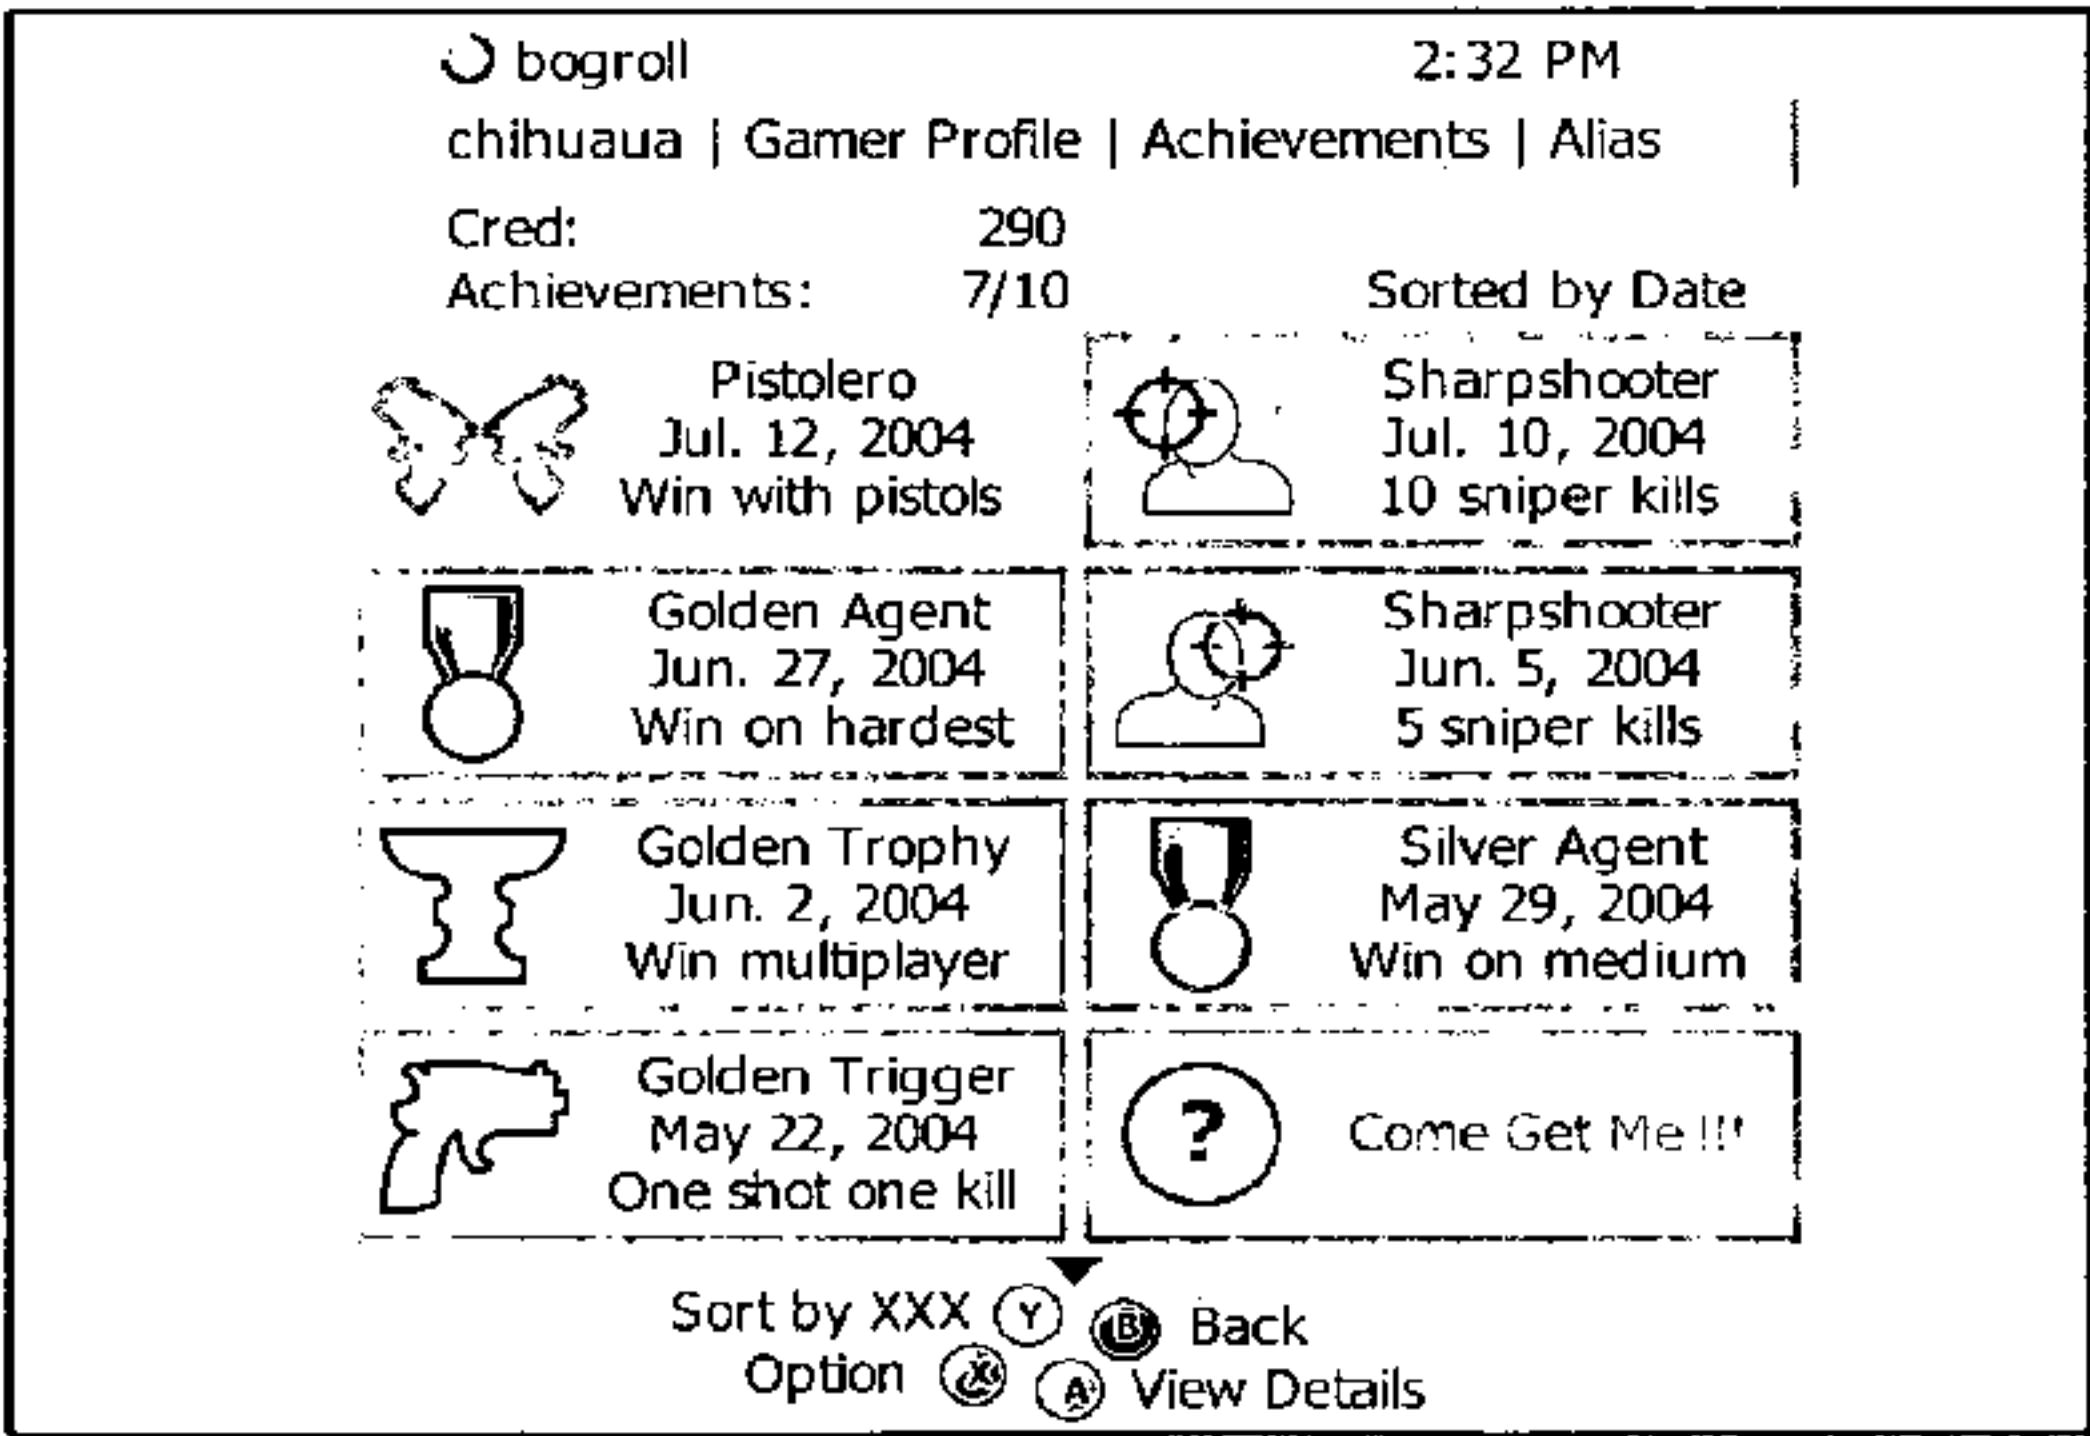 bogroll 2:32 PM
chihuaua | Gamer Profile | Achievements | Alias
Cred: 290
Achievements: 7/10 Sorted by Date
Pistolero
Jul. 12, 2004
Win with pistols
Sharpshooter
Jul. 10, 2004
10 sniper kills
Golden Agent
Jun. 27, 2004
Win on hardest
Sharpshooter
Jun. 5, 2004
5 sniper kills
Golden Trophy
Jun. 2, 2004
Win multiplayer
Silver Agent
May 29, 2004
Win on medium
Golden Trigger
May 22, 2004
One shot one kill
?
Come Get Me !!!
Sort by XXX Y
B Back
Option X
A View Details